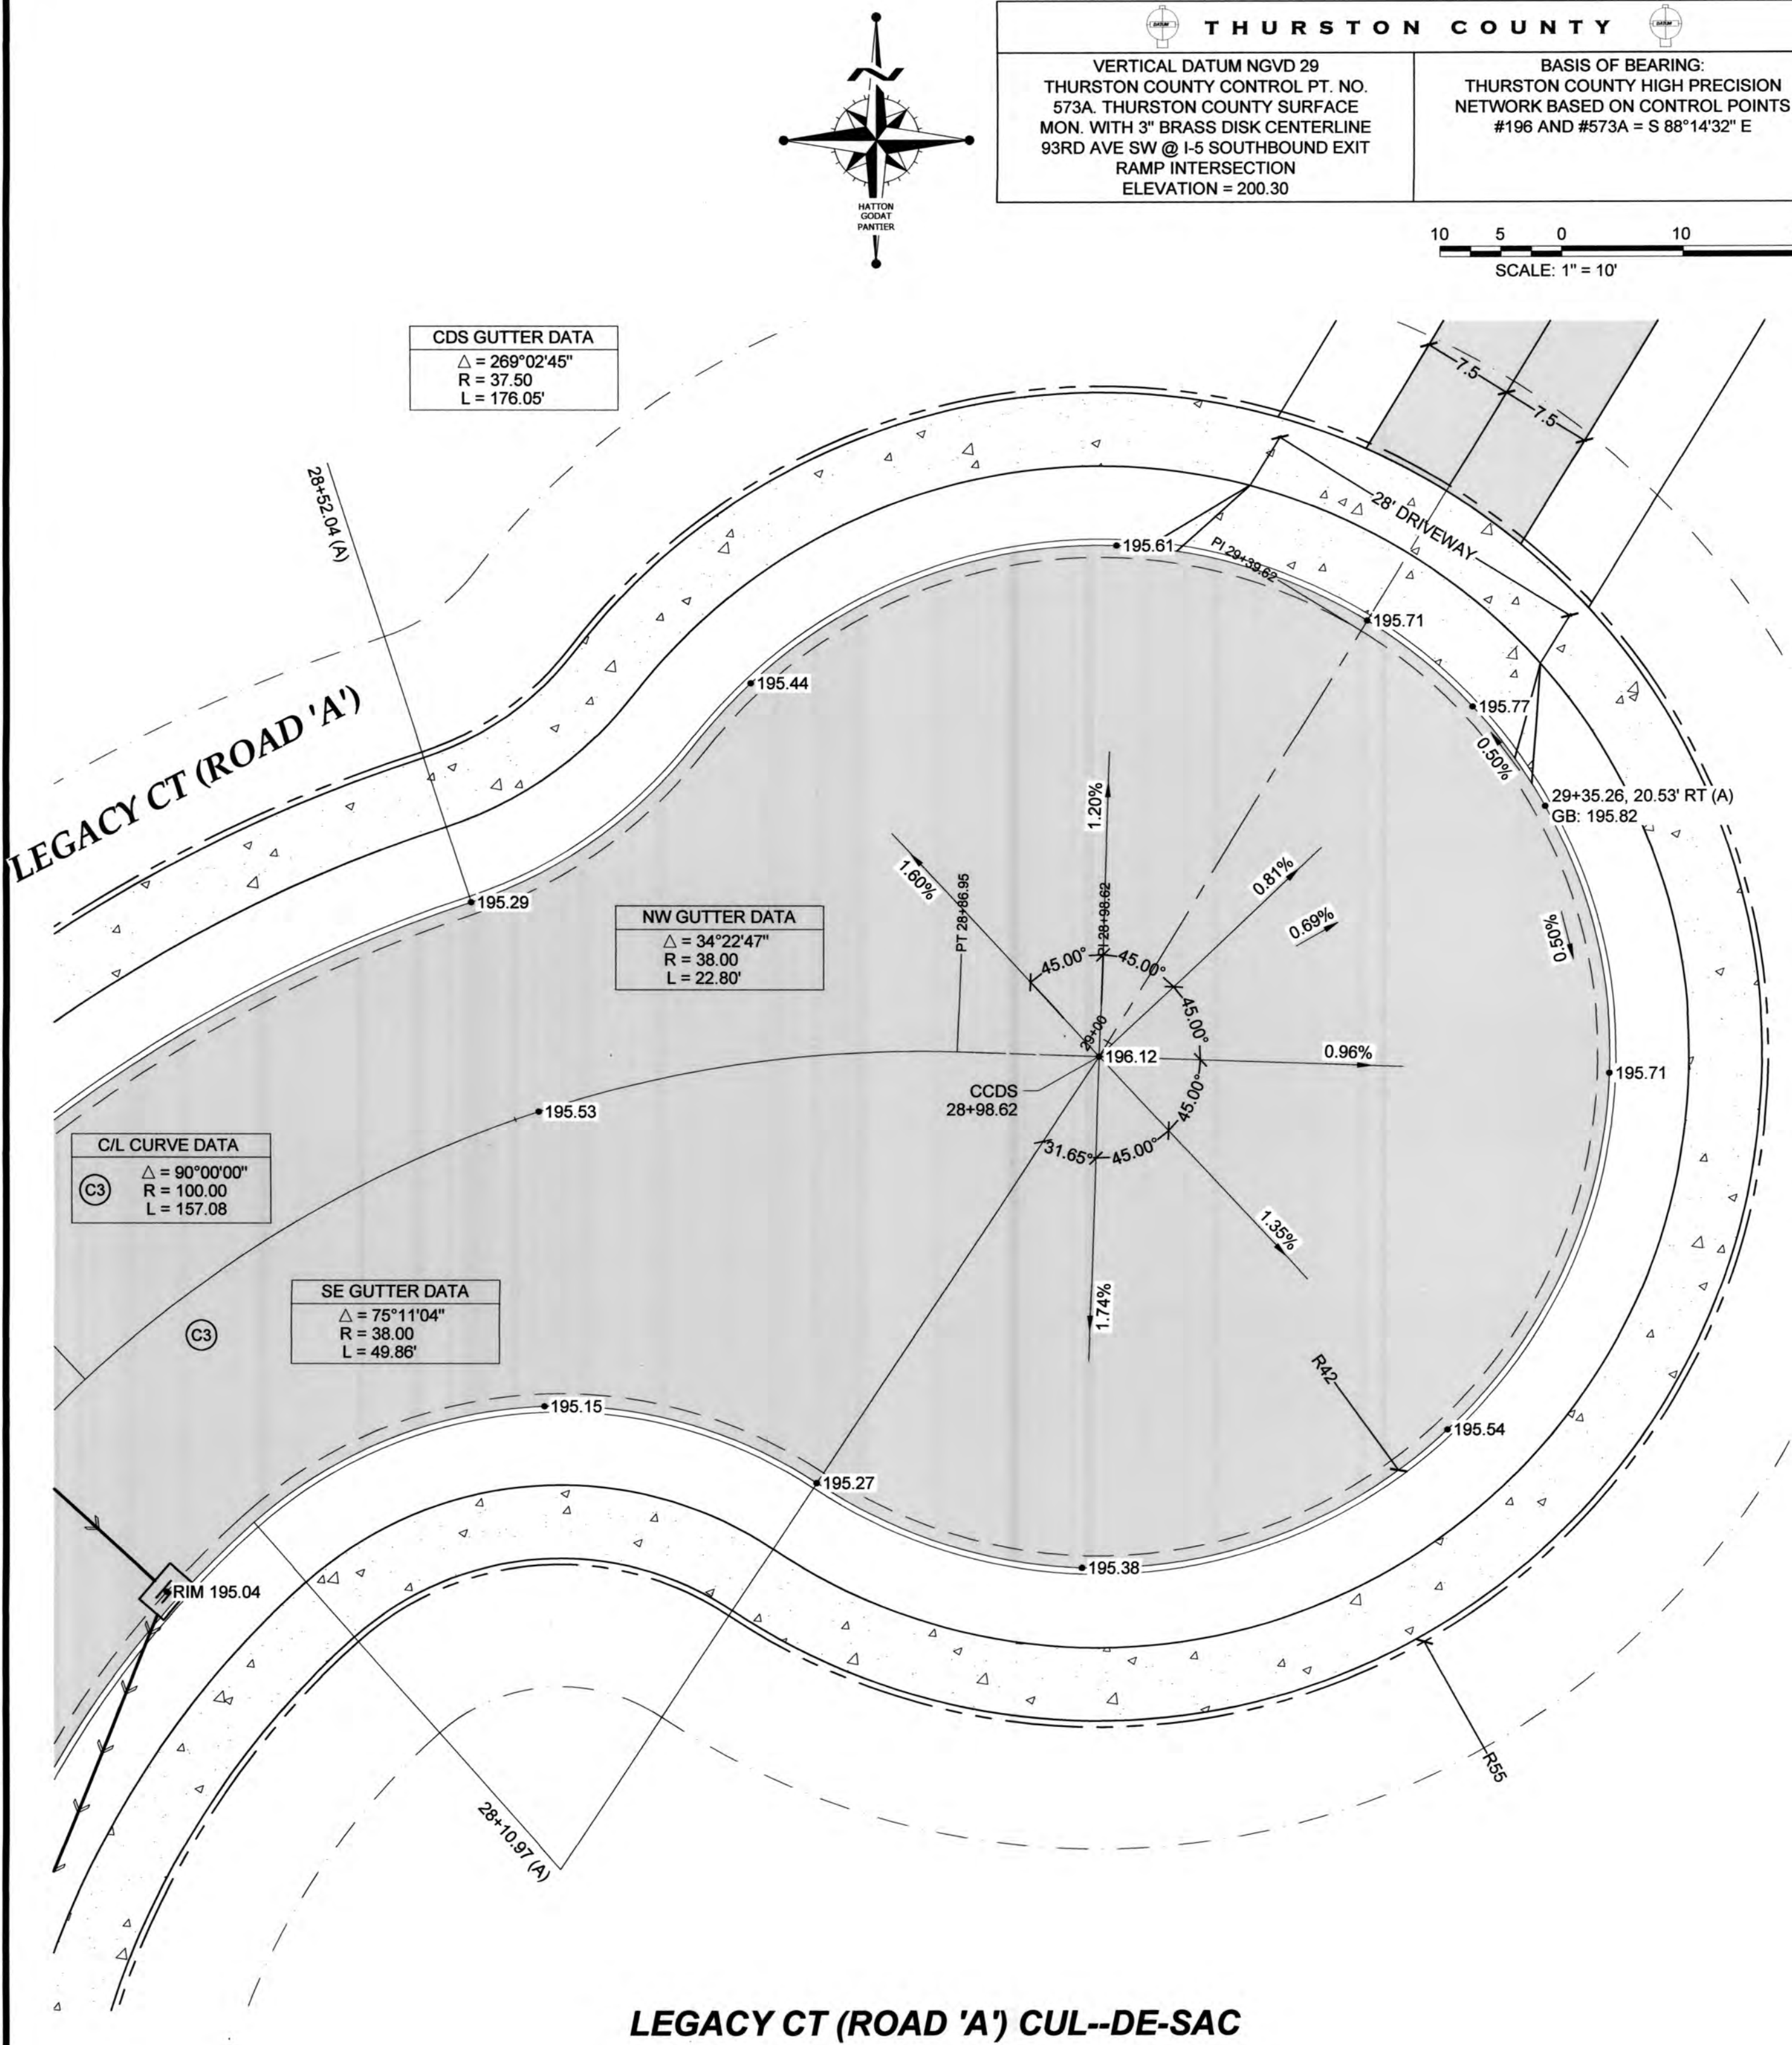 THURSTON COUNTY
DATUM
DATUM
VERTICAL DATUM NGVD 29
THURSTON COUNTY CONTROL PT. NO.
573A. THURSTON COUNTY SURFACE
MON. WITH 3" BRASS DISK CENTERLINE
93RD AVE SW @ I-5 SOUTHBOUND EXIT
RAMP INTERSECTION
ELEVATION = 200.30
BASIS OF BEARING:
THURSTON COUNTY HIGH PRECISION
NETWORK BASED ON CONTROL POINTS
#196 AND #573A = S 88°14'32" E
HATTON
GODAT
PANTIER
10 5 0 10
SCALE: 1" = 10'
CDS GUTTER DATA
△ = 269°02'45"
R = 37.50
L = 176.05'
7.5
7.5
28+52.04 (A)
28' DRIVEWAY
195.61
PI 29+39.62
195.71
195.44
195.77
0.50%
LEGACY CT (ROAD 'A')
29+35.26, 20.53' RT (A)
GB: 195.82
1.20%
1.60%
0.81%
0.69%
0.50%
195.29
NW GUTTER DATA
△ = 34°22'47"
R = 38.00
L = 22.80'
PT 28+86.95
PI 28+98.62
45.00°
45.00°
45.00°
29+00
196.12
0.96%
195.71
CCDS
28+98.62
45.00°
31.65°
45.00°
195.53
C/L CURVE DATA
C3
△ = 90°00'00"
R = 100.00
L = 157.08
1.35%
1.74%
SE GUTTER DATA
△ = 75°11'04"
R = 38.00
L = 49.86'
C3
R42
195.15
195.54
195.27
195.38
RIM 195.04
R55
28+10.97 (A)
LEGACY CT (ROAD 'A') CUL--DE-SAC